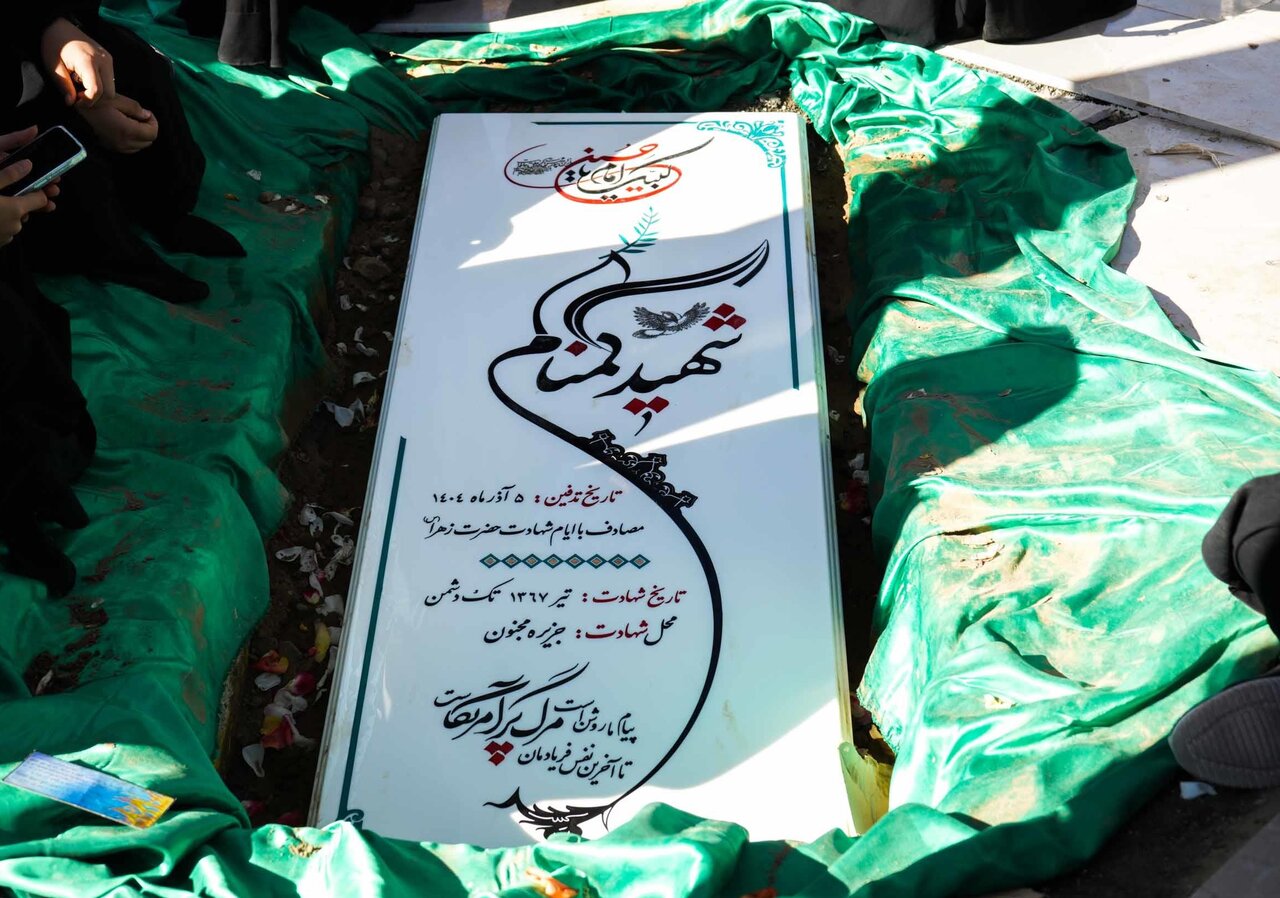 لبیک یا امام حسین
شهید گمنام
تاریخ تدفین: ۵ آذر ماه ۱۴۰۴
مصادف با ایام شهادت حضرت زهرا
تاریخ شهادت: تیر ۱۳۶۷ تک دشمن
محل شهادت: جزیره مجنون
پیام ما روشن است مرگ بر آمریکاست
تا آخرین نفس فریادمان